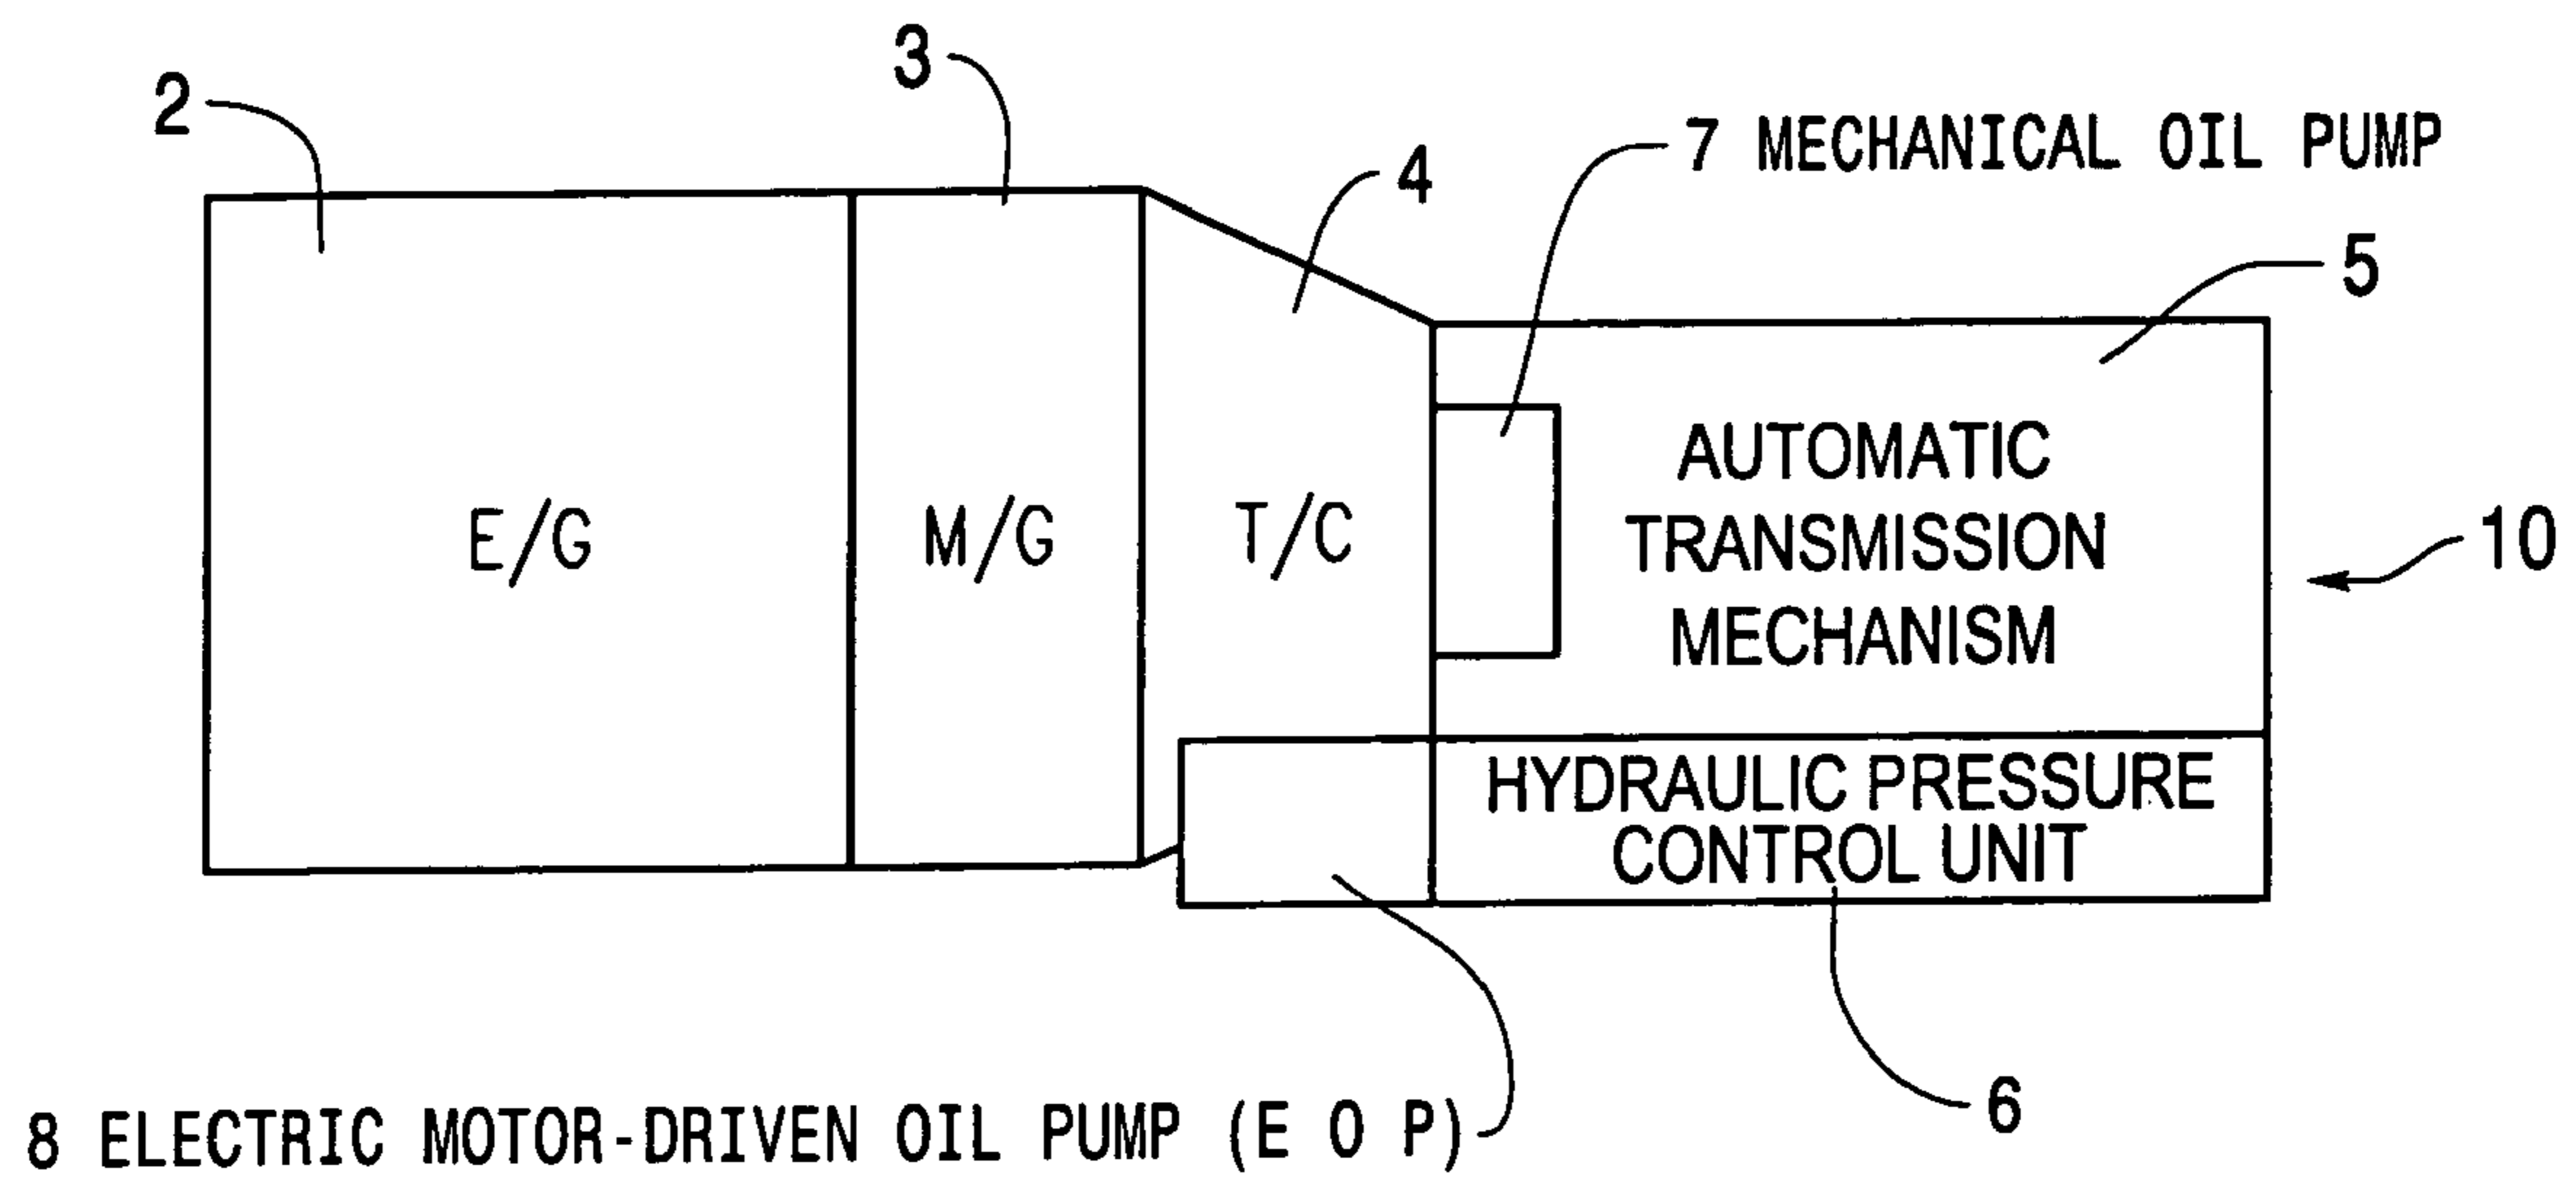 3
2
7 MECHANICAL OIL PUMP
4
5
E/G
M/G
T/C
AUTOMATIC
TRANSMISSION
MECHANISM
10
HYDRAULIC PRESSURE
CONTROL UNIT
6
8 ELECTRIC MOTOR-DRIVEN OIL PUMP (E O P)